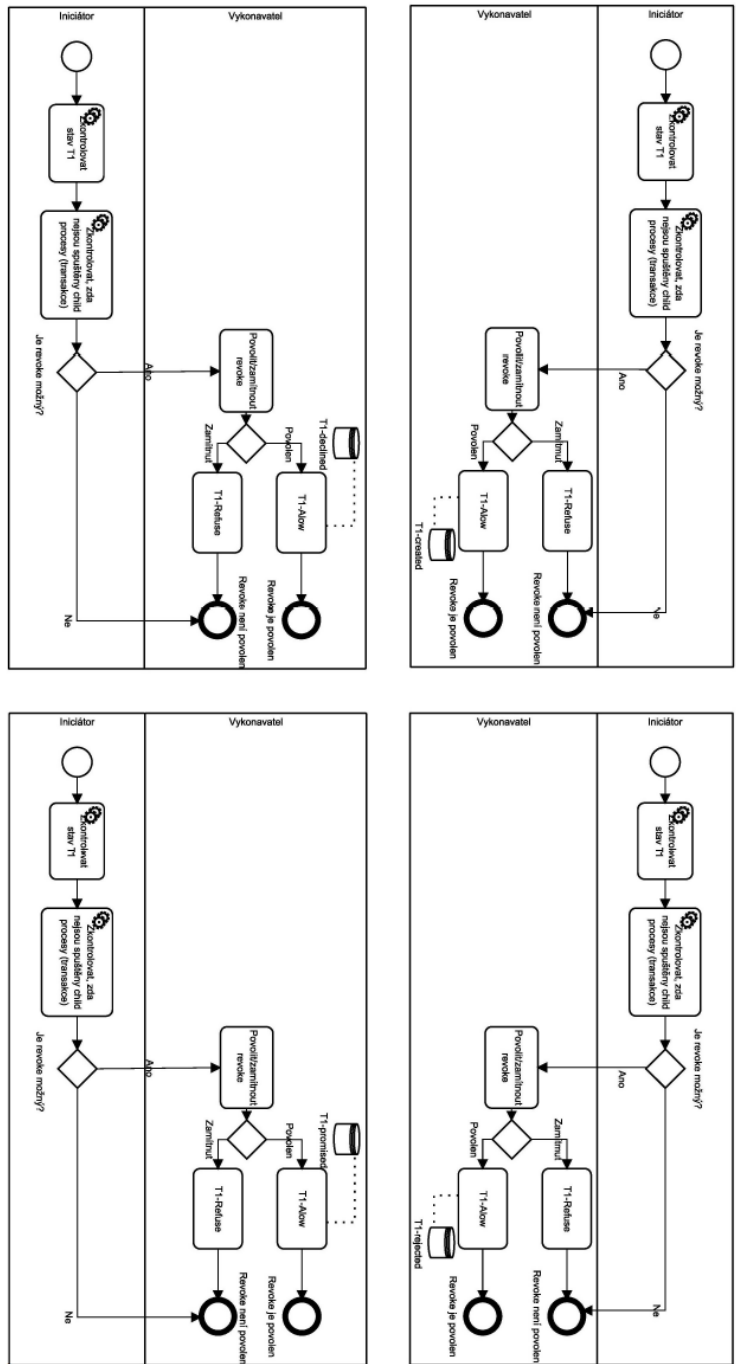 Iniciátor
Zkontrolovat
stav T1
Zkontrolovat, zda
nejsou spuštěny child
procesy (transakce)
Je revoke možný?
Ano
Ne
Vykonavatel
Povolit/zamítnout
revoke
Zamítnut
Povolen
T1-Refuse
T1-Alow
T1-created
Revoke není povolen
Revoke je povolen
Iniciátor
Zkontrolovat
stav T1
Zkontrolovat, zda
nejsou spuštěny child
procesy (transakce)
Je revoke možný?
Ano
Ne
Vykonavatel
Povolit/zamítnout
revoke
Zamítnut
Povolen
T1-Refuse
T1-Alow
T1-rejected
Revoke není povolen
Revoke je povolen
Vykonavatel
T1-declined
Povolit/zamítnout
revoke
Povolen
Zamítnut
T1-Alow
T1-Refuse
Revoke je povolen
Revoke není povolen
Iniciátor
Zkontrolovat
stav T1
Zkontrolovat, zda
nejsou spuštěny child
procesy (transakce)
Je revoke možný?
Ano
Ne
Vykonavatel
T1-promised
Povolit/zamítnout
revoke
Povolen
Zamítnut
T1-Alow
T1-Refuse
Revoke je povolen
Revoke není povolen
Iniciátor
Zkontrolovat
stav T1
Zkontrolovat, zda
nejsou spuštěny child
procesy (transakce)
Je revoke možný?
Ano
Ne